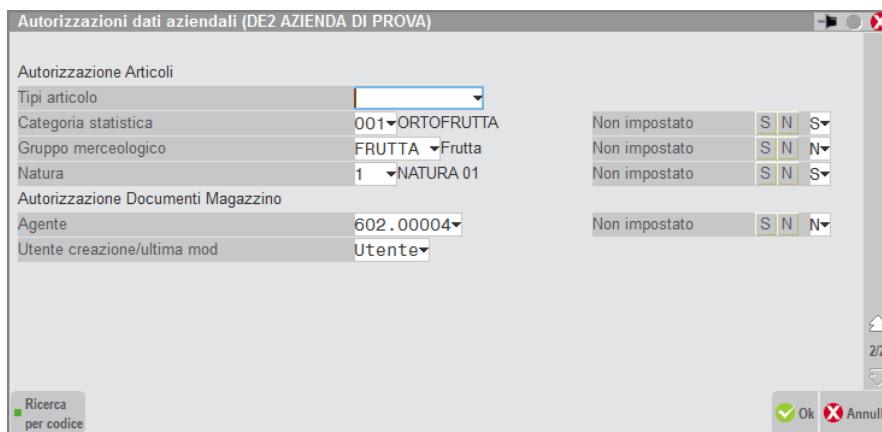 Autorizzazioni dati aziendali (DE2 AZIENDA DI PROVA)
Autorizzazione Articoli
Tipi articolo
Categoria statistica 001 ORTOFRUTTA Non impostato S N S
Gruppo merceologico FRUTTA Frutta Non impostato S N N
Natura 1 NATURA 01 Non impostato S N S
Autorizzazione Documenti Magazzino
Agente 602.00004 Non impostato S N N
Utente creazione/ultima mod Utente
2/2
Ricerca
per codice
Ok Annull